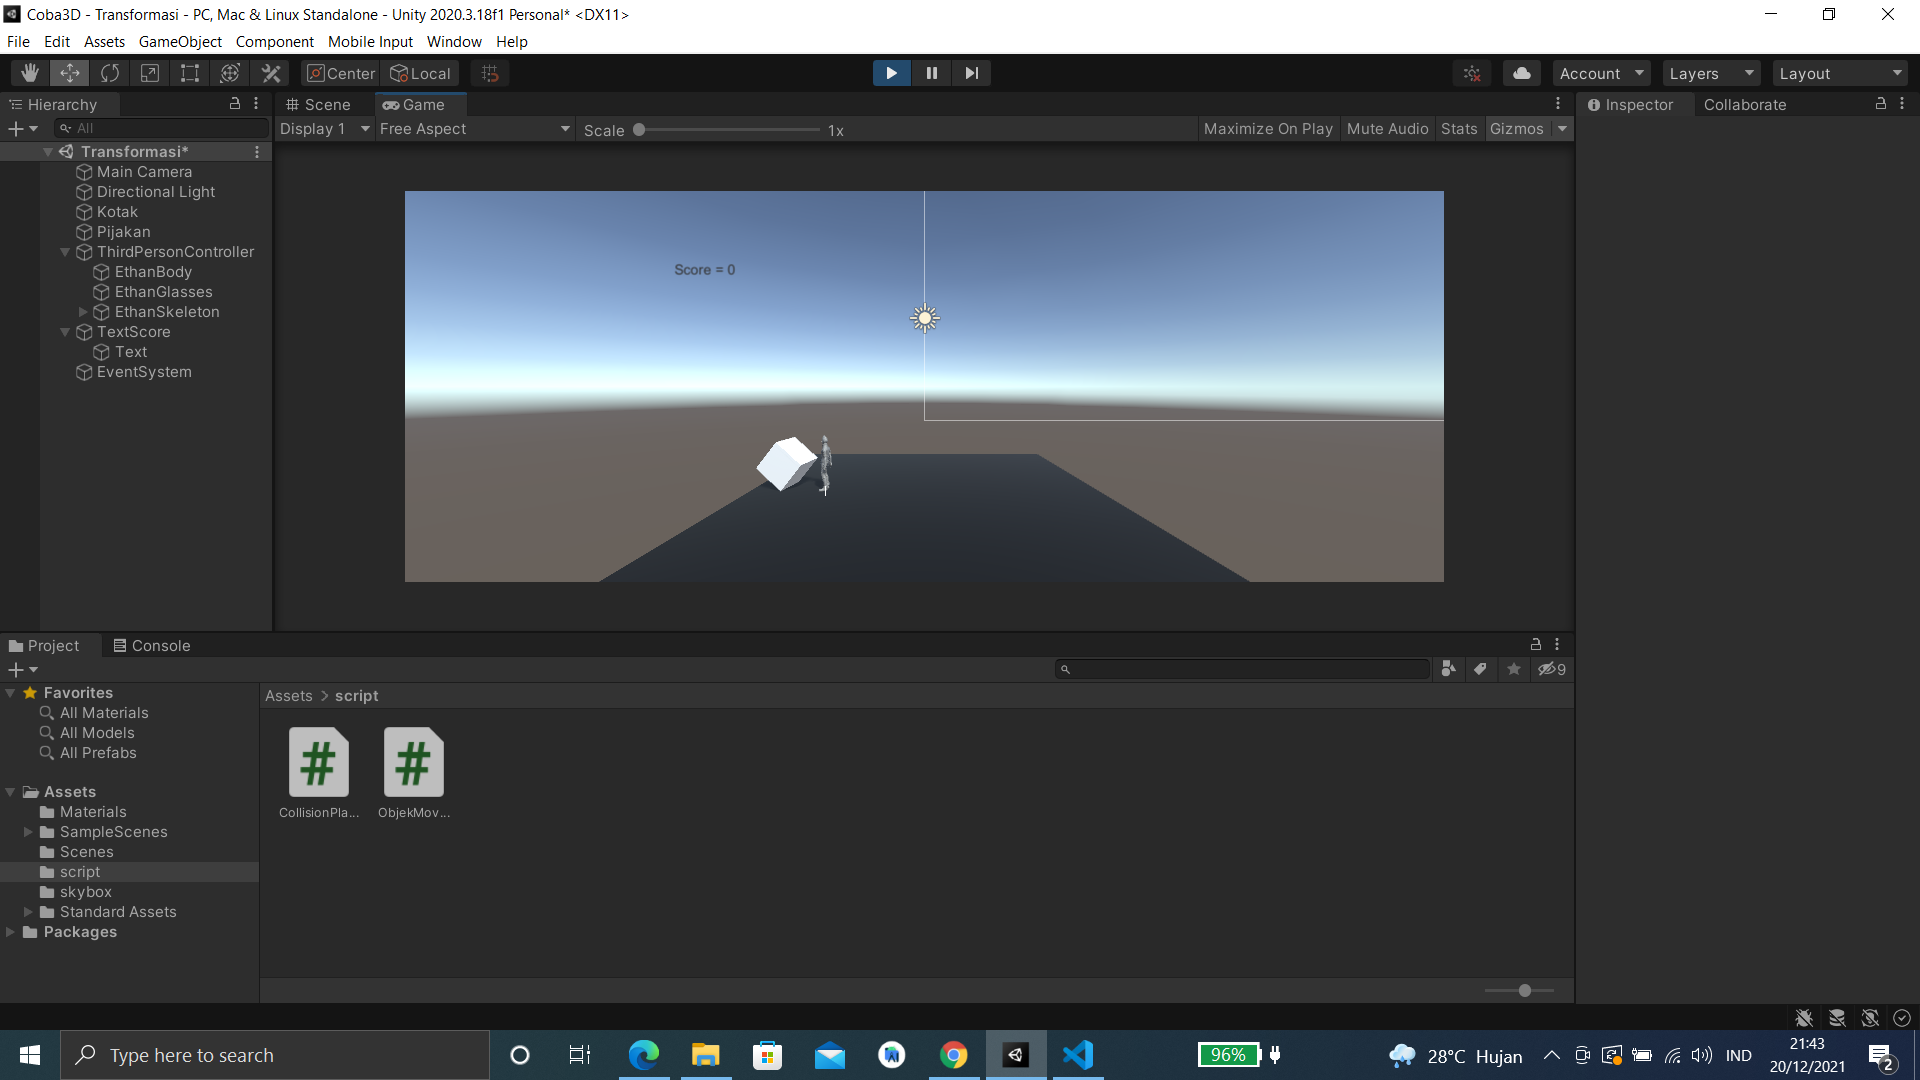 Coba3D - Transformasi - PC, Mac & Linux Standalone - Unity 2020.3.18f1 Personal* <DX11>
File Edit Assets GameObject Component Mobile Input Window Help
Center Local Account Layers Layout
Hierarchy
All
Transformasi*
Main Camera
Directional Light
Kotak
Pijakan
ThirdPersonController
EthanBody
EthanGlasses
EthanSkeleton
TextScore
Text
EventSystem
Scene Game
Display 1 Free Aspect Scale 1x Maximize On Play Mute Audio Stats Gizmos
Score = 0
Inspector Collaborate
Project Console
9
Favorites
All Materials
All Models
All Prefabs
Assets
Materials
SampleScenes
Scenes
script
skybox
Standard Assets
Packages
Assets > script
CollisionPla... ObjekMov...
Type here to search
96%
28°C Hujan
IND
21:43
20/12/2021
2